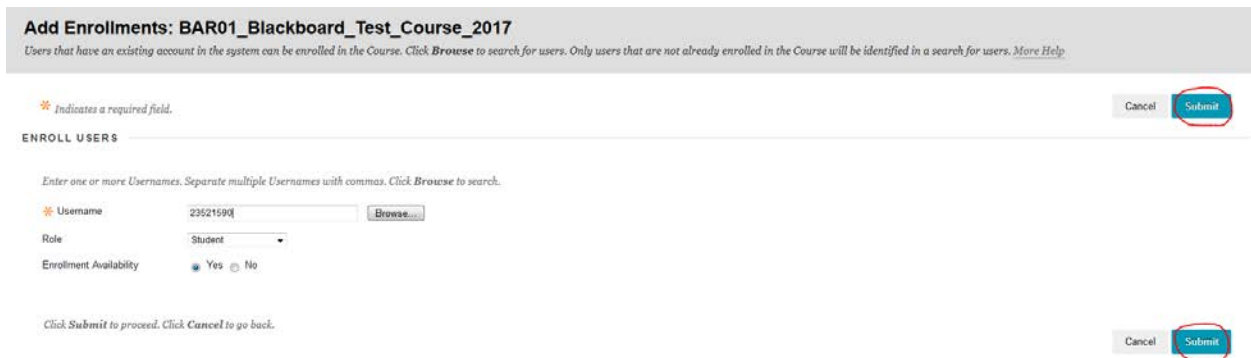 Add Enrollments: BAR01_Blackboard_Test_Course_2017
Users that have an existing account in the system can be enrolled in the Course. Click Browse to search for users. Only users that are not already enrolled in the Course will be identified in a search for users. More Help
Indicates a required field.
Cancel Submit
ENROLL USERS
Enter one or more Usernames. Separate multiple Usernames with commas. Click Browse to search.
Username 23521590 Browse...
Role Student
Enrollment Availability Yes No
Click Submit to proceed. Click Cancel to go back.
Cancel Submit